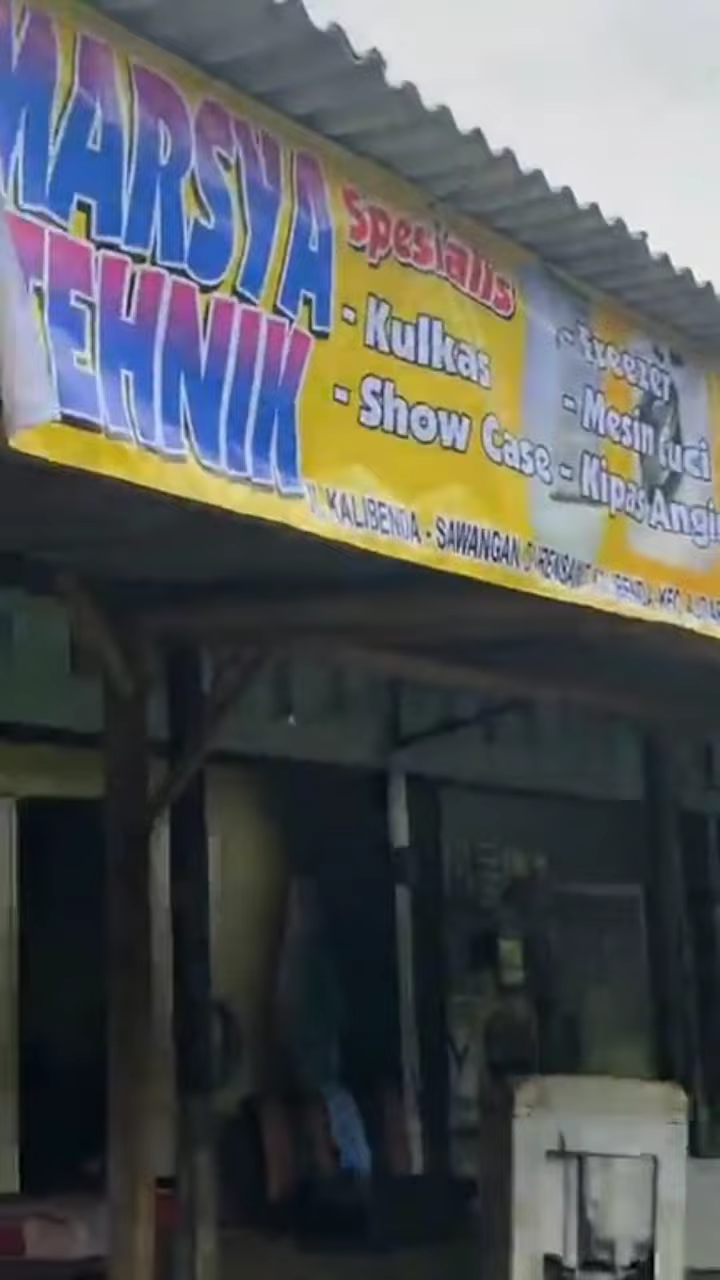 MARSYA
TEHNIK
Spesialis
- Kulkas
- Show Case
- Freezer
- Mesin Cuci
- Kipas Angin
KALIBENDA - SAWANGAN